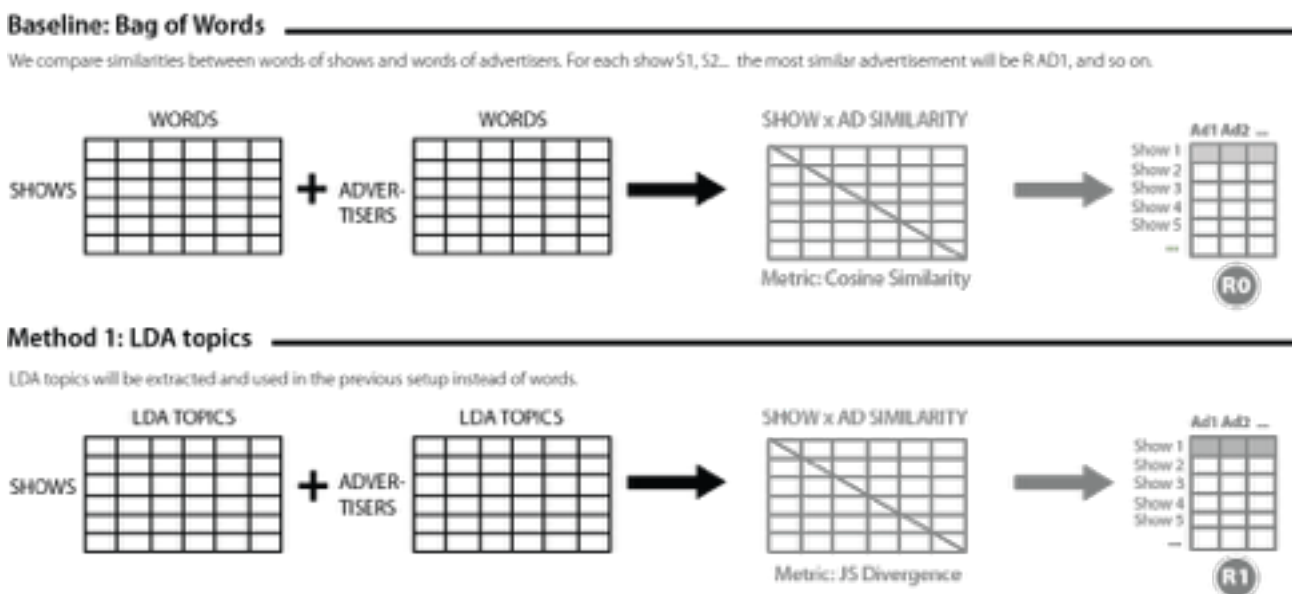 Baseline: Bag of Words
We compare similarities between words of shows and words of advertisers. For each show S1, S2... the most similar advertisement will be R AD1, and so on.
WORDS
WORDS
SHOW x AD SIMILARITY
Ad1 Ad2 ...
SHOWS
+
ADVER-
TISERS
Show 1
Show 2
Show 3
Show 4
Show 5
...
Metric: Cosine Similarity
R0
Method 1: LDA topics
LDA topics will be extracted and used in the previous setup instead of words.
LDA TOPICS
LDA TOPICS
SHOW x AD SIMILARITY
Ad1 Ad2 ...
SHOWS
+
ADVER-
TISERS
Show 1
Show 2
Show 3
Show 4
Show 5
...
Metric: JS Divergence
R1